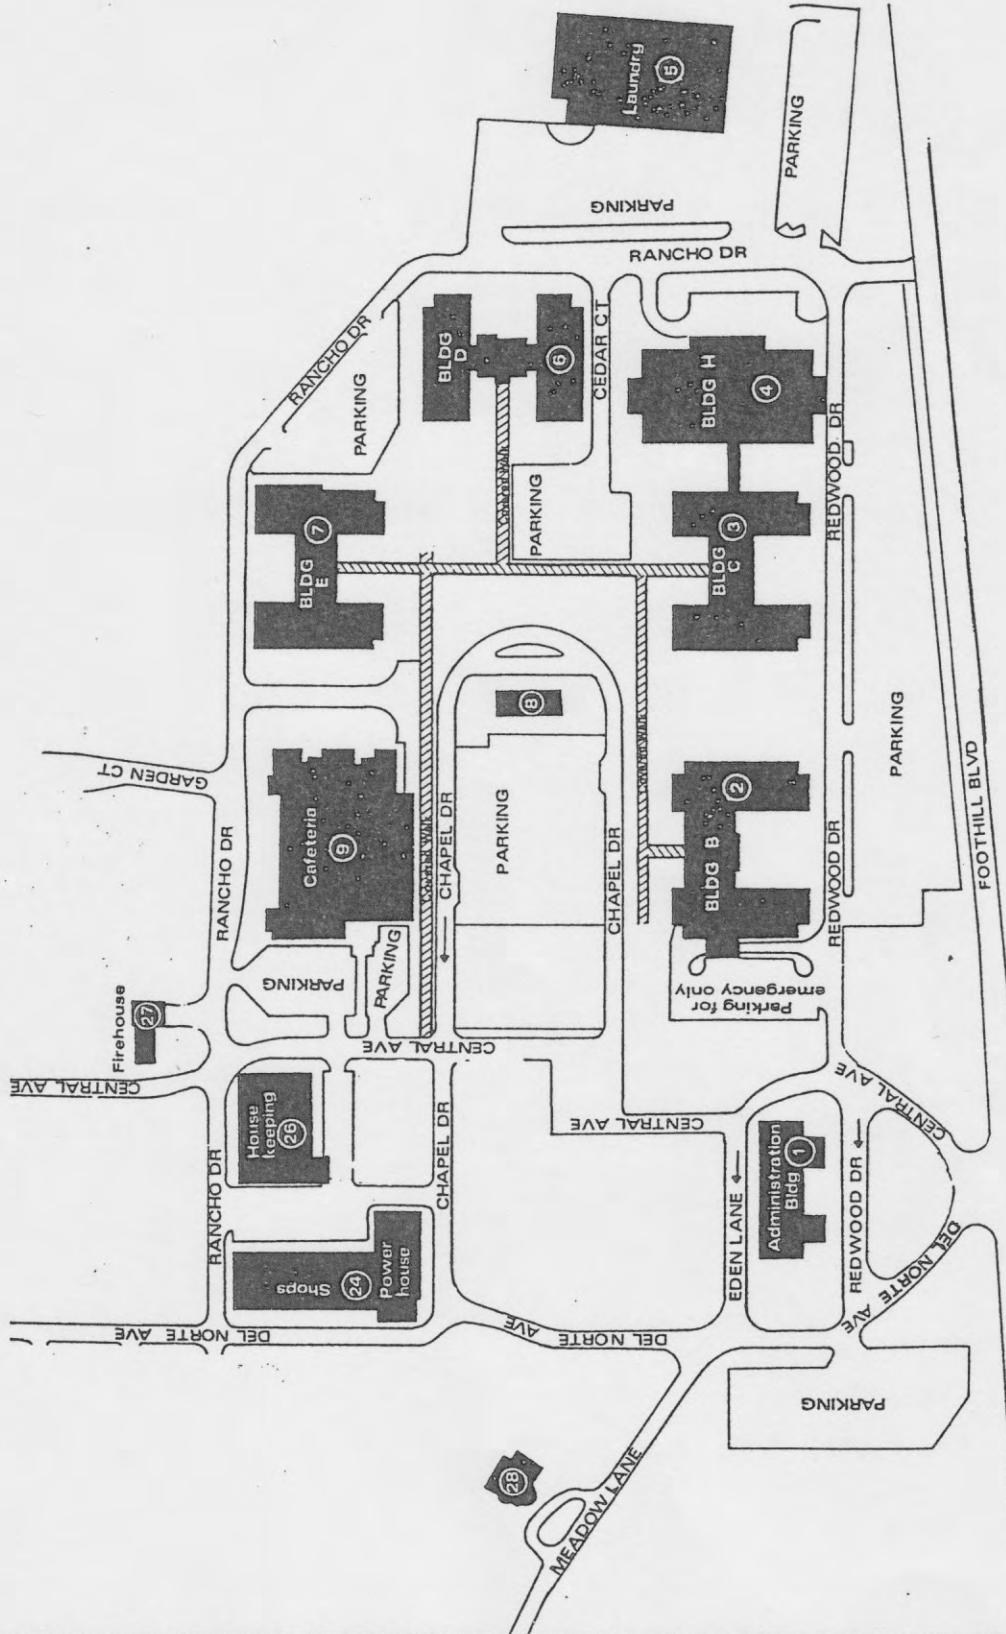 Laundry
5
PARKING
PARKING
RANCHO DR
RANCHO DR
PARKING
BLDG
D
6
CEDAR CT
BLDG H
4
REDWOOD DR
PARKING
BLDG
E
7
BLDG
C
3
8
GARDEN CT
RANCHO DR
Cafeteria
9
Covered Walk
CHAPEL DR
PARKING
CHAPEL DR
Covered Walk
BLDG B
2
REDWOOD DR
PARKING
FOOTHILL BLVD
PARKING
PARKING
Parking for
emergency only
Firehouse
27
CENTRAL AVE
CENTRAL AVE
CENTRAL AVE
CENTRAL AVE
House
keeping
26
RANCHO DR
CHAPEL DR
Administration
Bldg
1
EDEN LANE
REDWOOD DR
Shops
24
Power
house
DEL NORTE AVE
DEL NORTE
AVE
DEL NORTE AVE
PARKING
28
MEADOW LANE